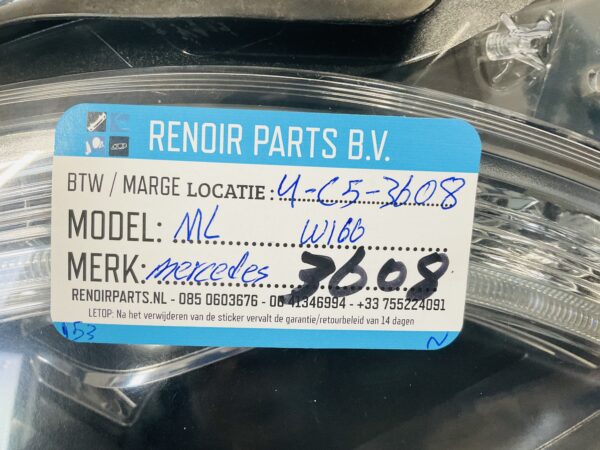 RENOIR PARTS B.V.
BTW / MARGE LOCATIE : 4-C5-3608
MODEL: ML W166
MERK: mercedes 3608
RENOIRPARTS.NL - 085 0603676 - 06 41346994 - +33 755224091
LETOP: Na het verwijderen van de sticker vervalt de garantie/retourbeleid van 14 dagen
153 N